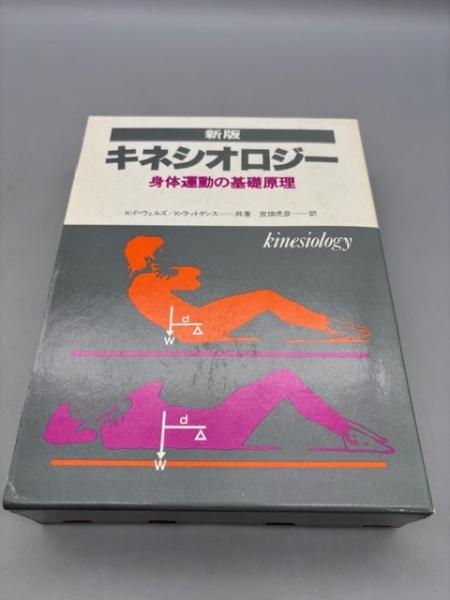 新版
キネシオロジー
身体運動の基礎原理
K・F・ウェルズ／K・ラットゲンス——共著 宮畑虎彦——訳
kinesiology
d
W
d
W